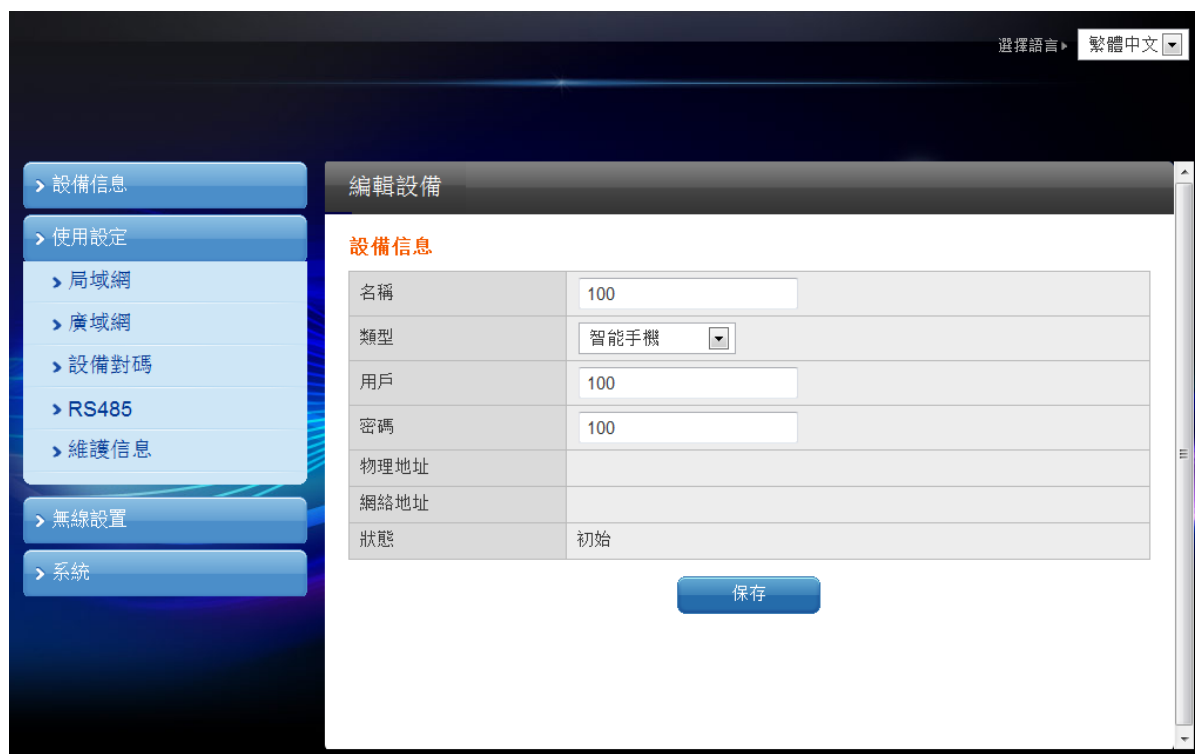 選擇語言 繁體中文
設備信息
使用設定
局域網
廣域網
設備對碼
RS485
維護信息
無線設置
系統
編輯設備
設備信息
名稱 100
類型 智能手機
用戶 100
密碼 100
物理地址
網絡地址
狀態 初始
保存